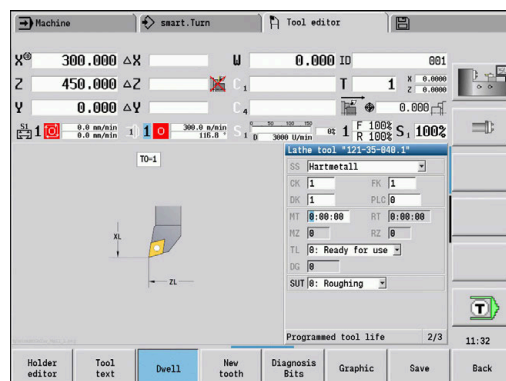 Machine smart.Turn Tool editor
X 300.000 ΔX W 0.000 ID 001
Z 450.000 ΔZ C1 T 1 X 0.0000 Z 0.0000
Y 0.000 ΔY C4 0.000
S1 1 0.0 mm/min 0.0 mm/min 1 0 300.0 m/min 116.8 ° S 1 0 50 100 150 D 3000 U/min 0% 1 F 100% R 100% S1 100%
Lathe tool "121-35-040.1"
TO=1
SS Hartmetall
CK 1 FK 1
DK 1 PLC 0
MT 0:00:00 RT 0:00:00
MZ 0 RZ 0
XL
TL 0: Ready for use
DG 0
ZL
SUT 0: Roughing
T
Programmed tool life 2/3
11:32
Holder editor
Tool text
Dwell
New tooth
Diagnosis Bits
Graphic
Save
Back